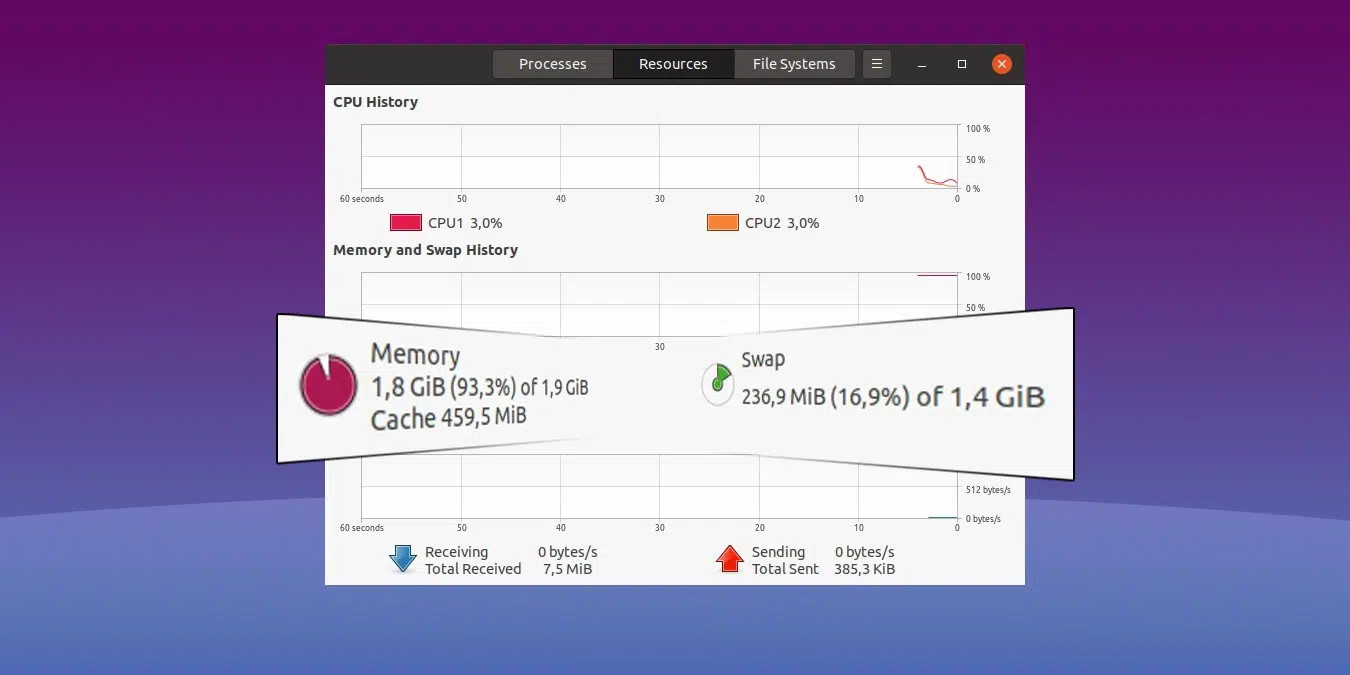 Processes Resources File Systems
CPU History
100 %
50 %
0 %
60 seconds 50 40 30 20 10 0
CPU1 3,0% CPU2 3,0%
Memory and Swap History
100 %
50 %
30
Memory
1,8 GiB (93,3%) of 1,9 GiB
Cache 459,5 MiB
Swap
236,9 MiB (16,9%) of 1,4 GiB
512 bytes/s
0 bytes/s
60 seconds 50 40 30 20 10 0
Receiving 0 bytes/s
Total Received 7,5 MiB
Sending 0 bytes/s
Total Sent 385,3 KiB